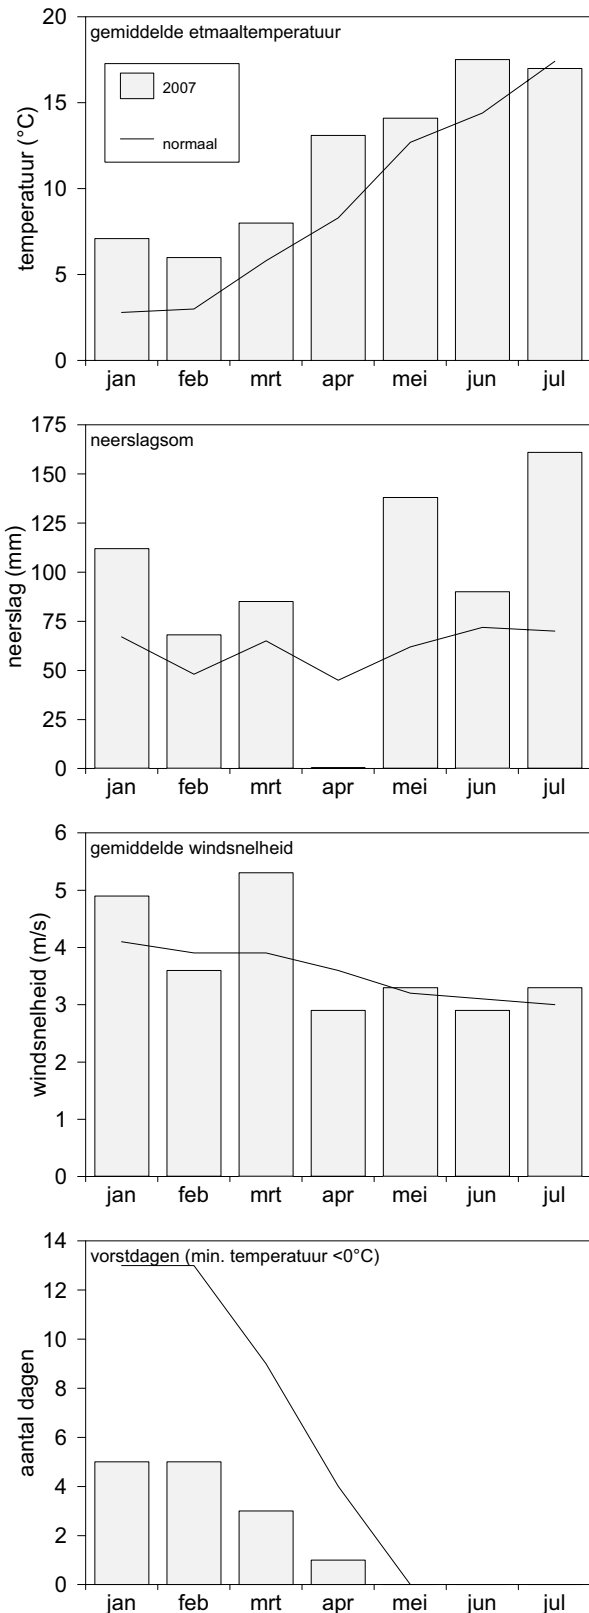 gemiddelde etmaaltemperatuur
2007
normaal
temperatuur (°C)
20
15
10
5
0
jan feb mrt apr mei jun jul
neerslagsom
neerslag (mm)
175
150
125
100
75
50
25
0
jan feb mrt apr mei jun jul
gemiddelde windsnelheid
windsnelheid (m/s)
6
5
4
3
2
1
0
jan feb mrt apr mei jun jul
vorstdagen (min. temperatuur <0°C)
aantal dagen
14
12
10
8
6
4
2
0
jan feb mrt apr mei jun jul